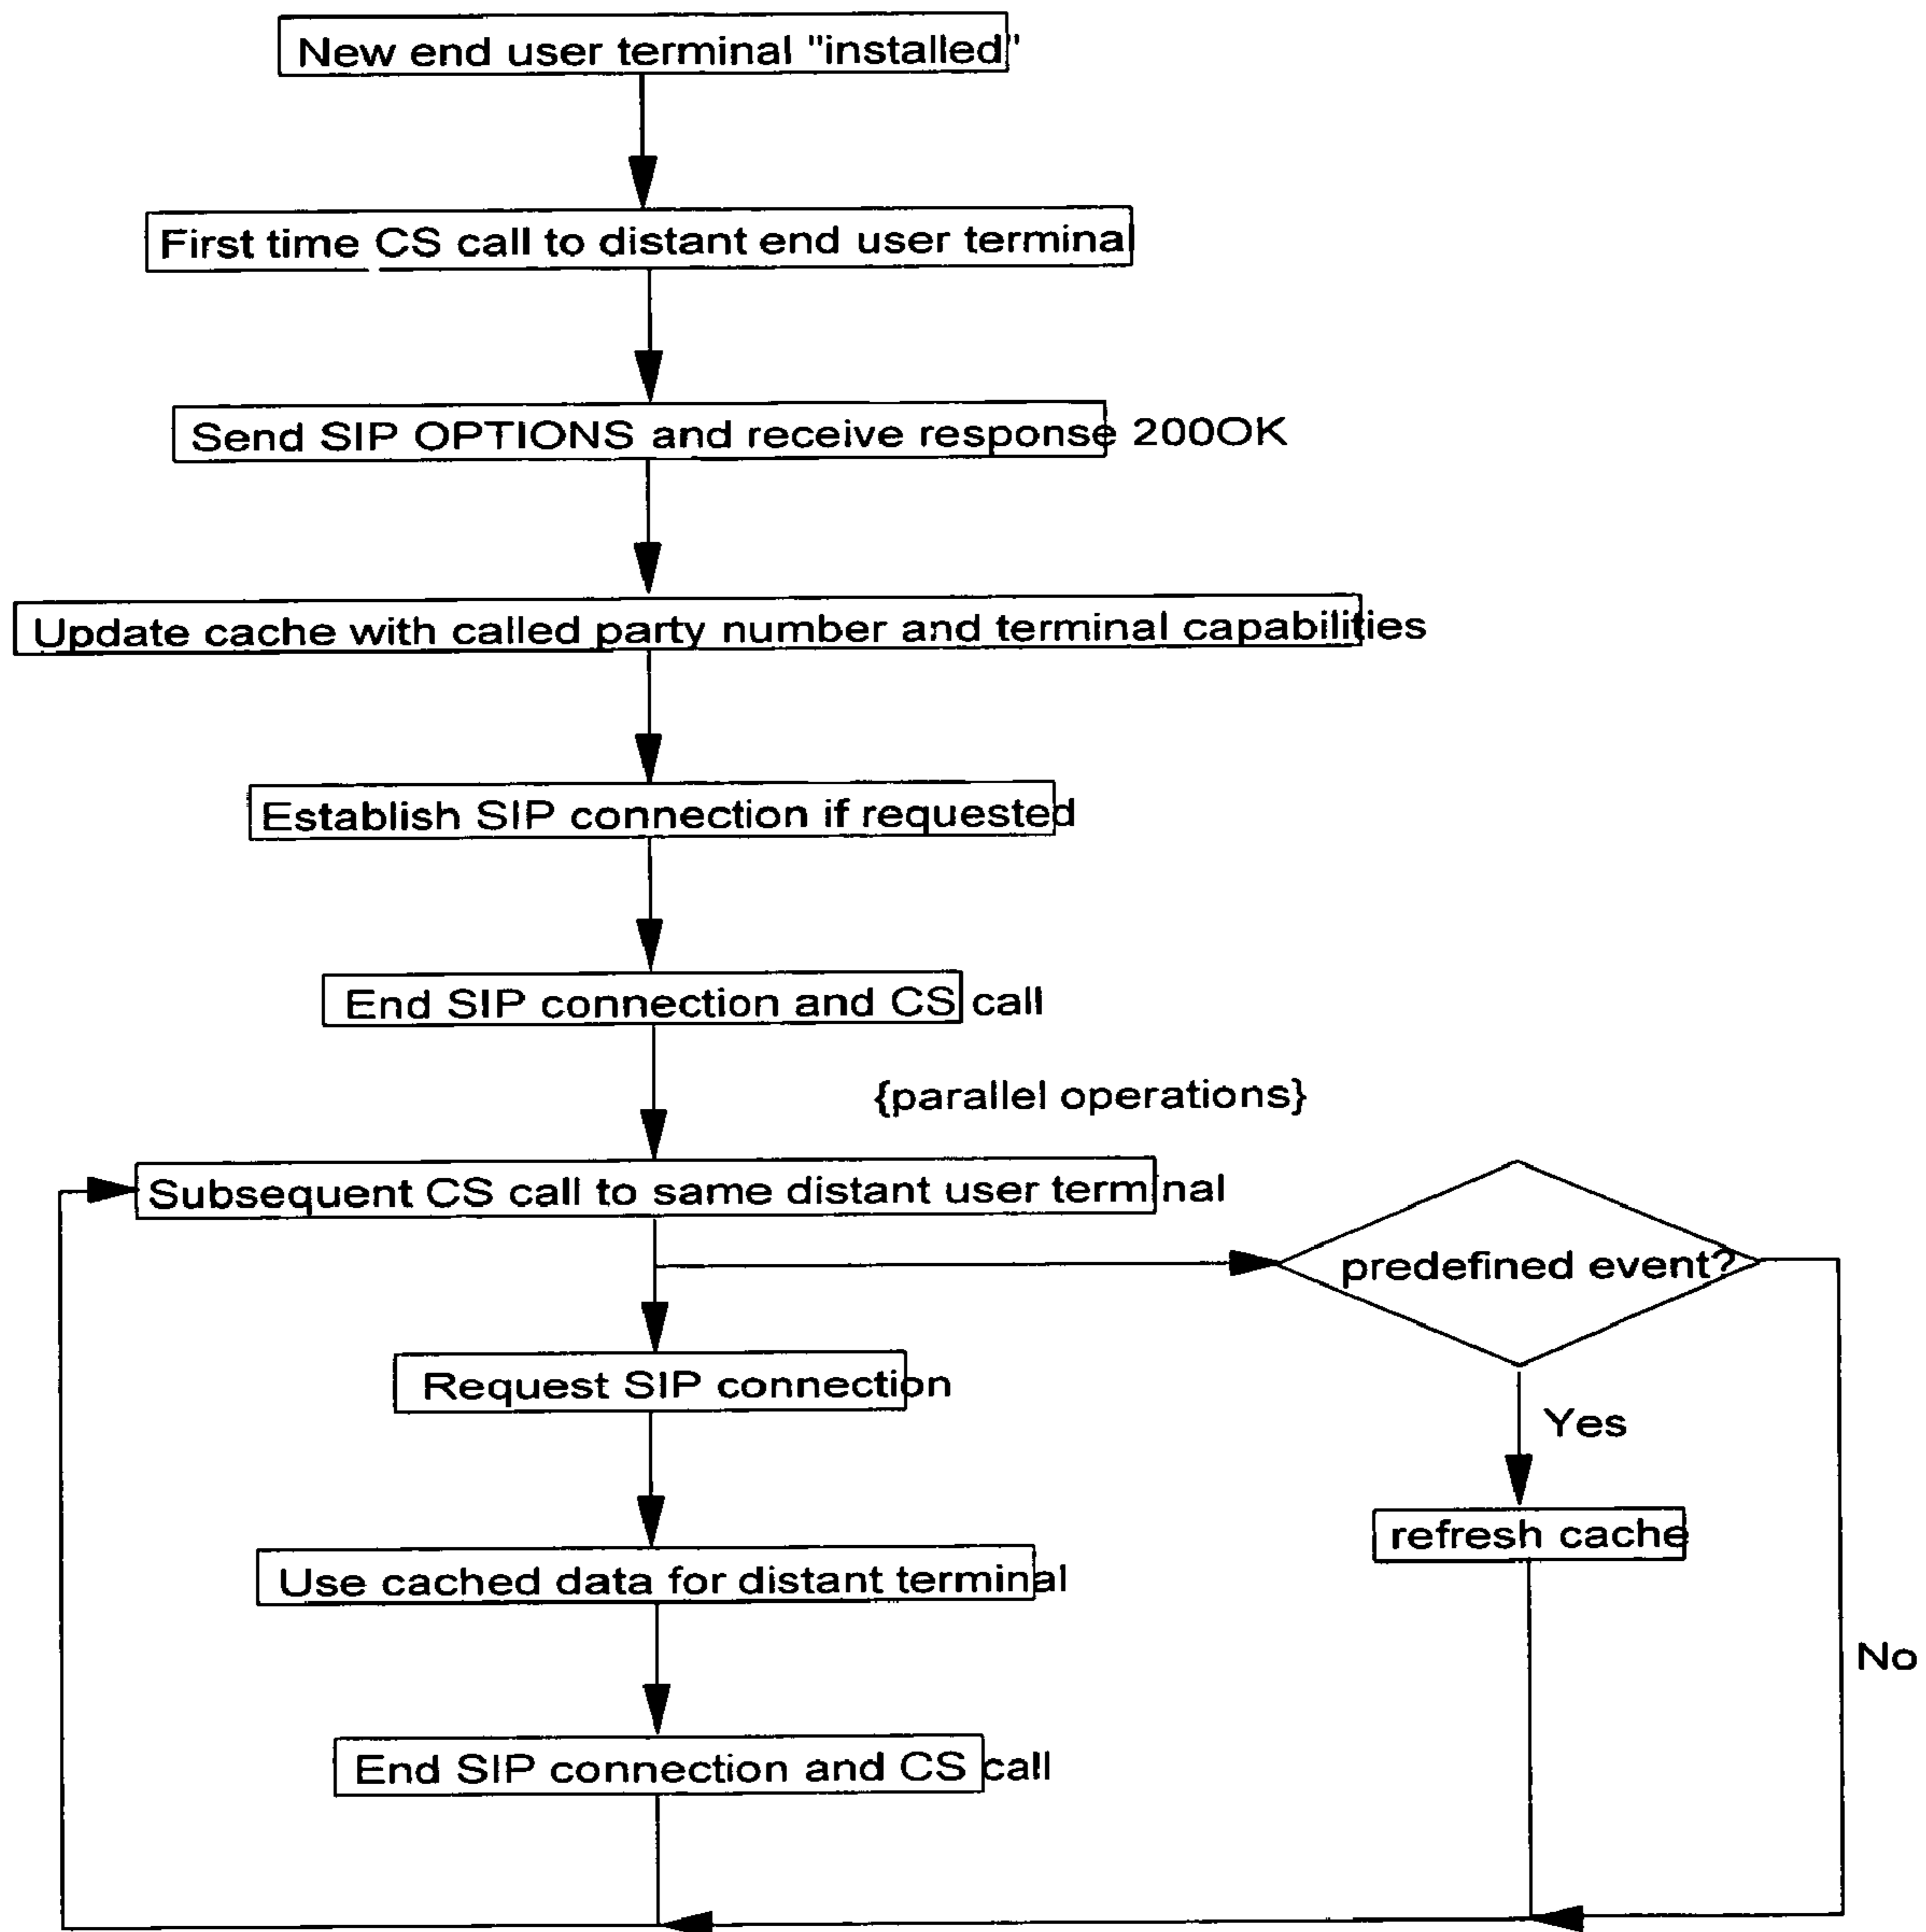 New end user terminal "installed"
First time CS call to distant end user terminal
Send SIP OPTIONS and receive response 200OK
Update cache with called party number and terminal capabilities
Establish SIP connection if requested
End SIP connection and CS call
{parallel operations}
Subsequent CS call to same distant user terminal
predefined event?
Request SIP connection
Yes
refresh cache
Use cached data for distant terminal
No
End SIP connection and CS call